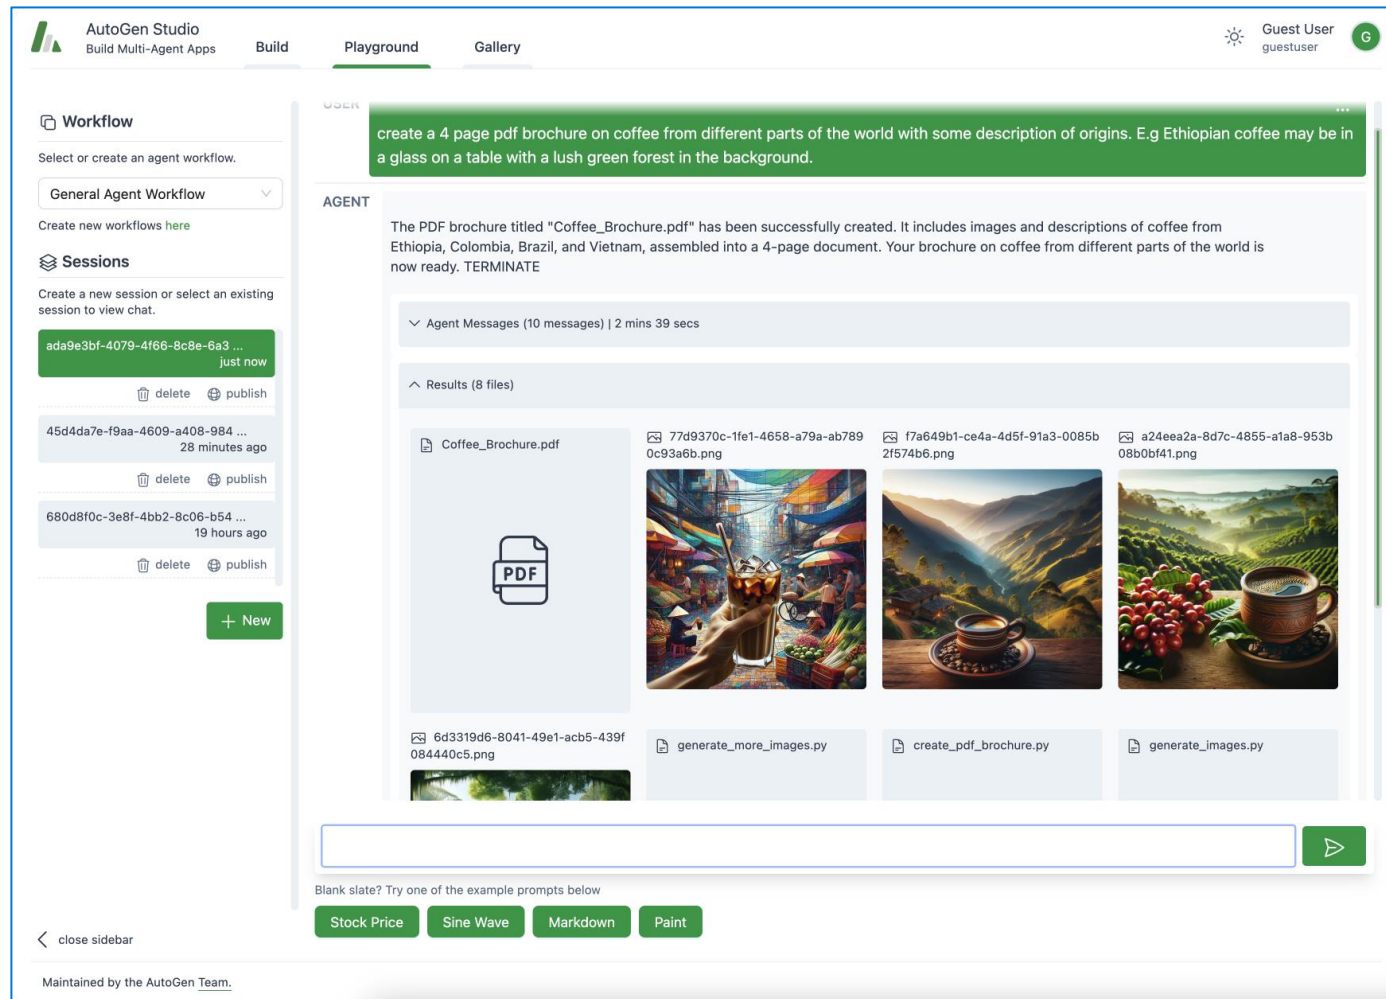 AutoGen Studio
Build Multi-Agent Apps
Build
Playground
Gallery
Guest User
guestuser
G
Workflow
Select or create an agent workflow.
General Agent Workflow
Create new workflows here
Sessions
Create a new session or select an existing
session to view chat.
ada9e3bf-4079-4f66-8c8e-6a3 ...
just now
delete publish
45d4da7e-f9aa-4609-a408-984 ...
28 minutes ago
delete publish
680d8f0c-3e8f-4bb2-8c06-b54 ...
19 hours ago
delete publish
+ New
close sidebar
USER
...
create a 4 page pdf brochure on coffee from different parts of the world with some description of origins. E.g Ethiopian coffee may be in
a glass on a table with a lush green forest in the background.
AGENT
The PDF brochure titled "Coffee_Brochure.pdf" has been successfully created. It includes images and descriptions of coffee from
Ethiopia, Colombia, Brazil, and Vietnam, assembled into a 4-page document. Your brochure on coffee from different parts of the world is
now ready. TERMINATE
Agent Messages (10 messages) | 2 mins 39 secs
Results (8 files)
Coffee_Brochure.pdf
PDF
77d9370c-1fe1-4658-a79a-ab789
0c93a6b.png
f7a649b1-ce4a-4d5f-91a3-0085b
2f574b6.png
a24eea2a-8d7c-4855-a1a8-953b
08b0bf41.png
6d3319d6-8041-49e1-acb5-439f
084440c5.png
generate_more_images.py
create_pdf_brochure.py
generate_images.py
Blank slate? Try one of the example prompts below
Stock Price
Sine Wave
Markdown
Paint
Maintained by the AutoGen Team.